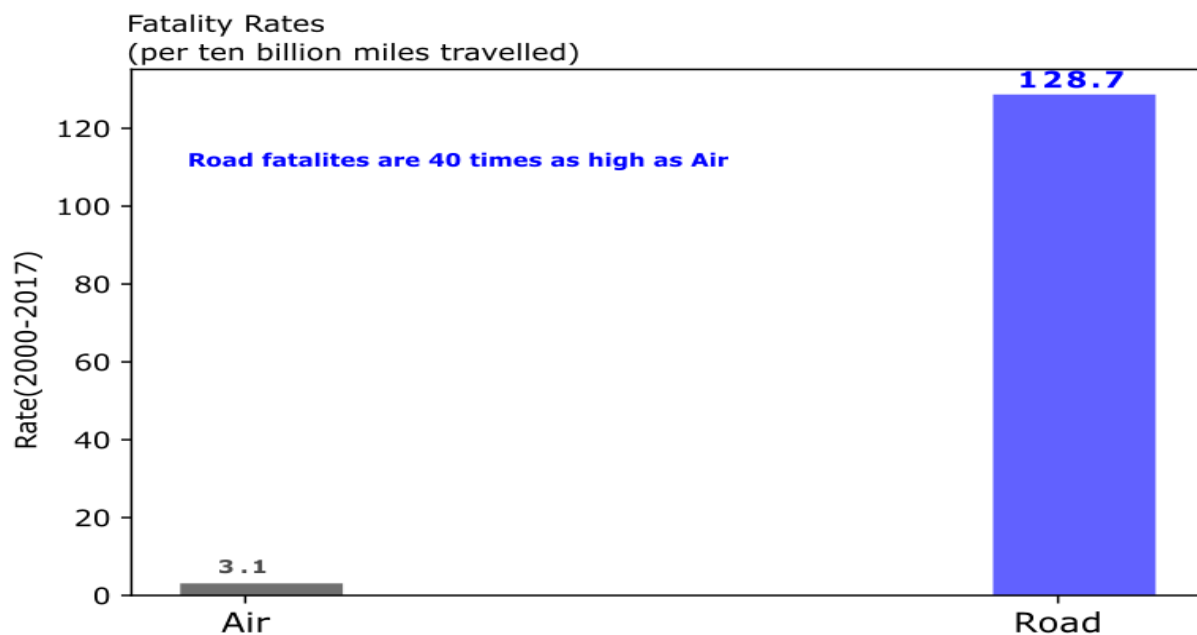 Fatality Rates
(per ten billion miles travelled)
128.7
120
Road fatalites are 40 times as high as Air
100
80
60
40
20
0
Rate(2000-2017)
3.1
Air
Road